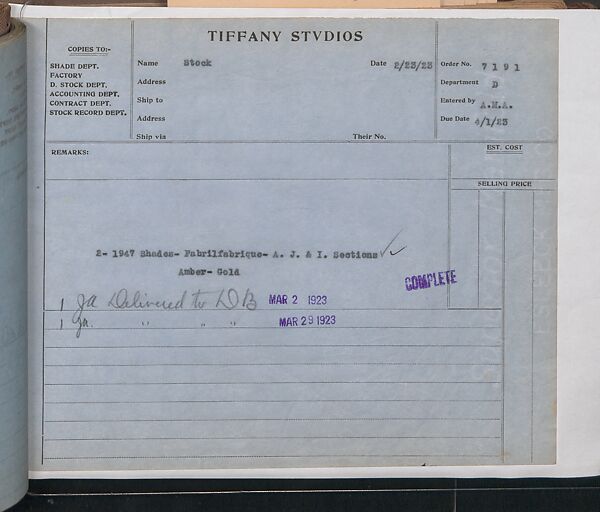 TIFFANY STVDIOS
COPIES TO:-
SHADE DEPT.
FACTORY
D. STOCK DEPT.
ACCOUNTING DEPT.
CONTRACT DEPT.
STOCK RECORD DEPT.
Name Stock Date 2/23/23
Address
Ship to
Address
Ship via Their No.
Order No. 7191
Department D
Entered by A.M.A.
Due Date 4/1/23
REMARKS:
EST. COST
SELLING PRICE
2- 1947 Shades- Fabrilfabrique- A. J. & I. Sections ✓✓
Amber- Gold
COMPLETE
1 Ja Delivered to DB MAR 2 1923
1 Ja. " " " MAR 29 1923